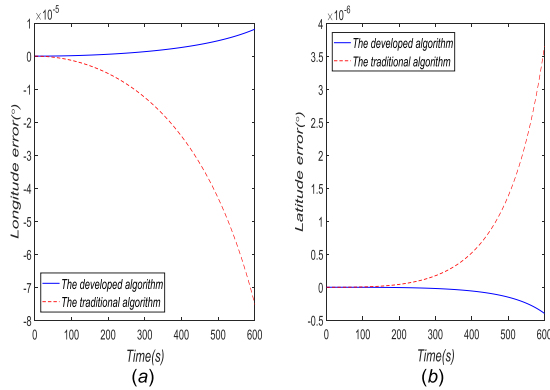 ×10-5
1
0
-1
-2
-3
-4
-5
-6
-7
-8
Longitude error(°)
The developed algorithm
The traditional algorithm
0 100 200 300 400 500 600
Time(s)
(a)
×10-6
4
3.5
3
2.5
2
1.5
1
0.5
0
-0.5
Latitude error(°)
The developed algorithm
The traditional algorithm
0 100 200 300 400 500 600
Time(s)
(b)